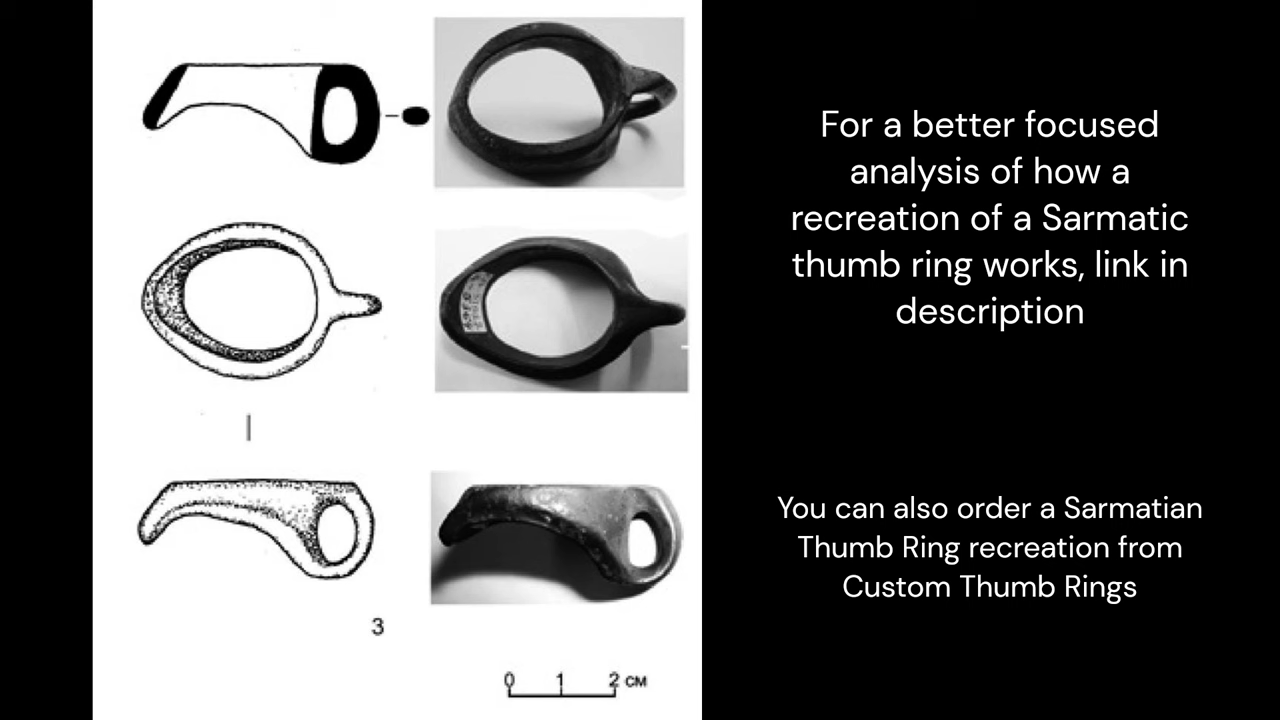 For a better focused
analysis of how a
recreation of a Sarmatic
thumb ring works, link in
description
You can also order a Sarmatian
Thumb Ring recreation from
Custom Thumb Rings
3
0 1 2 см